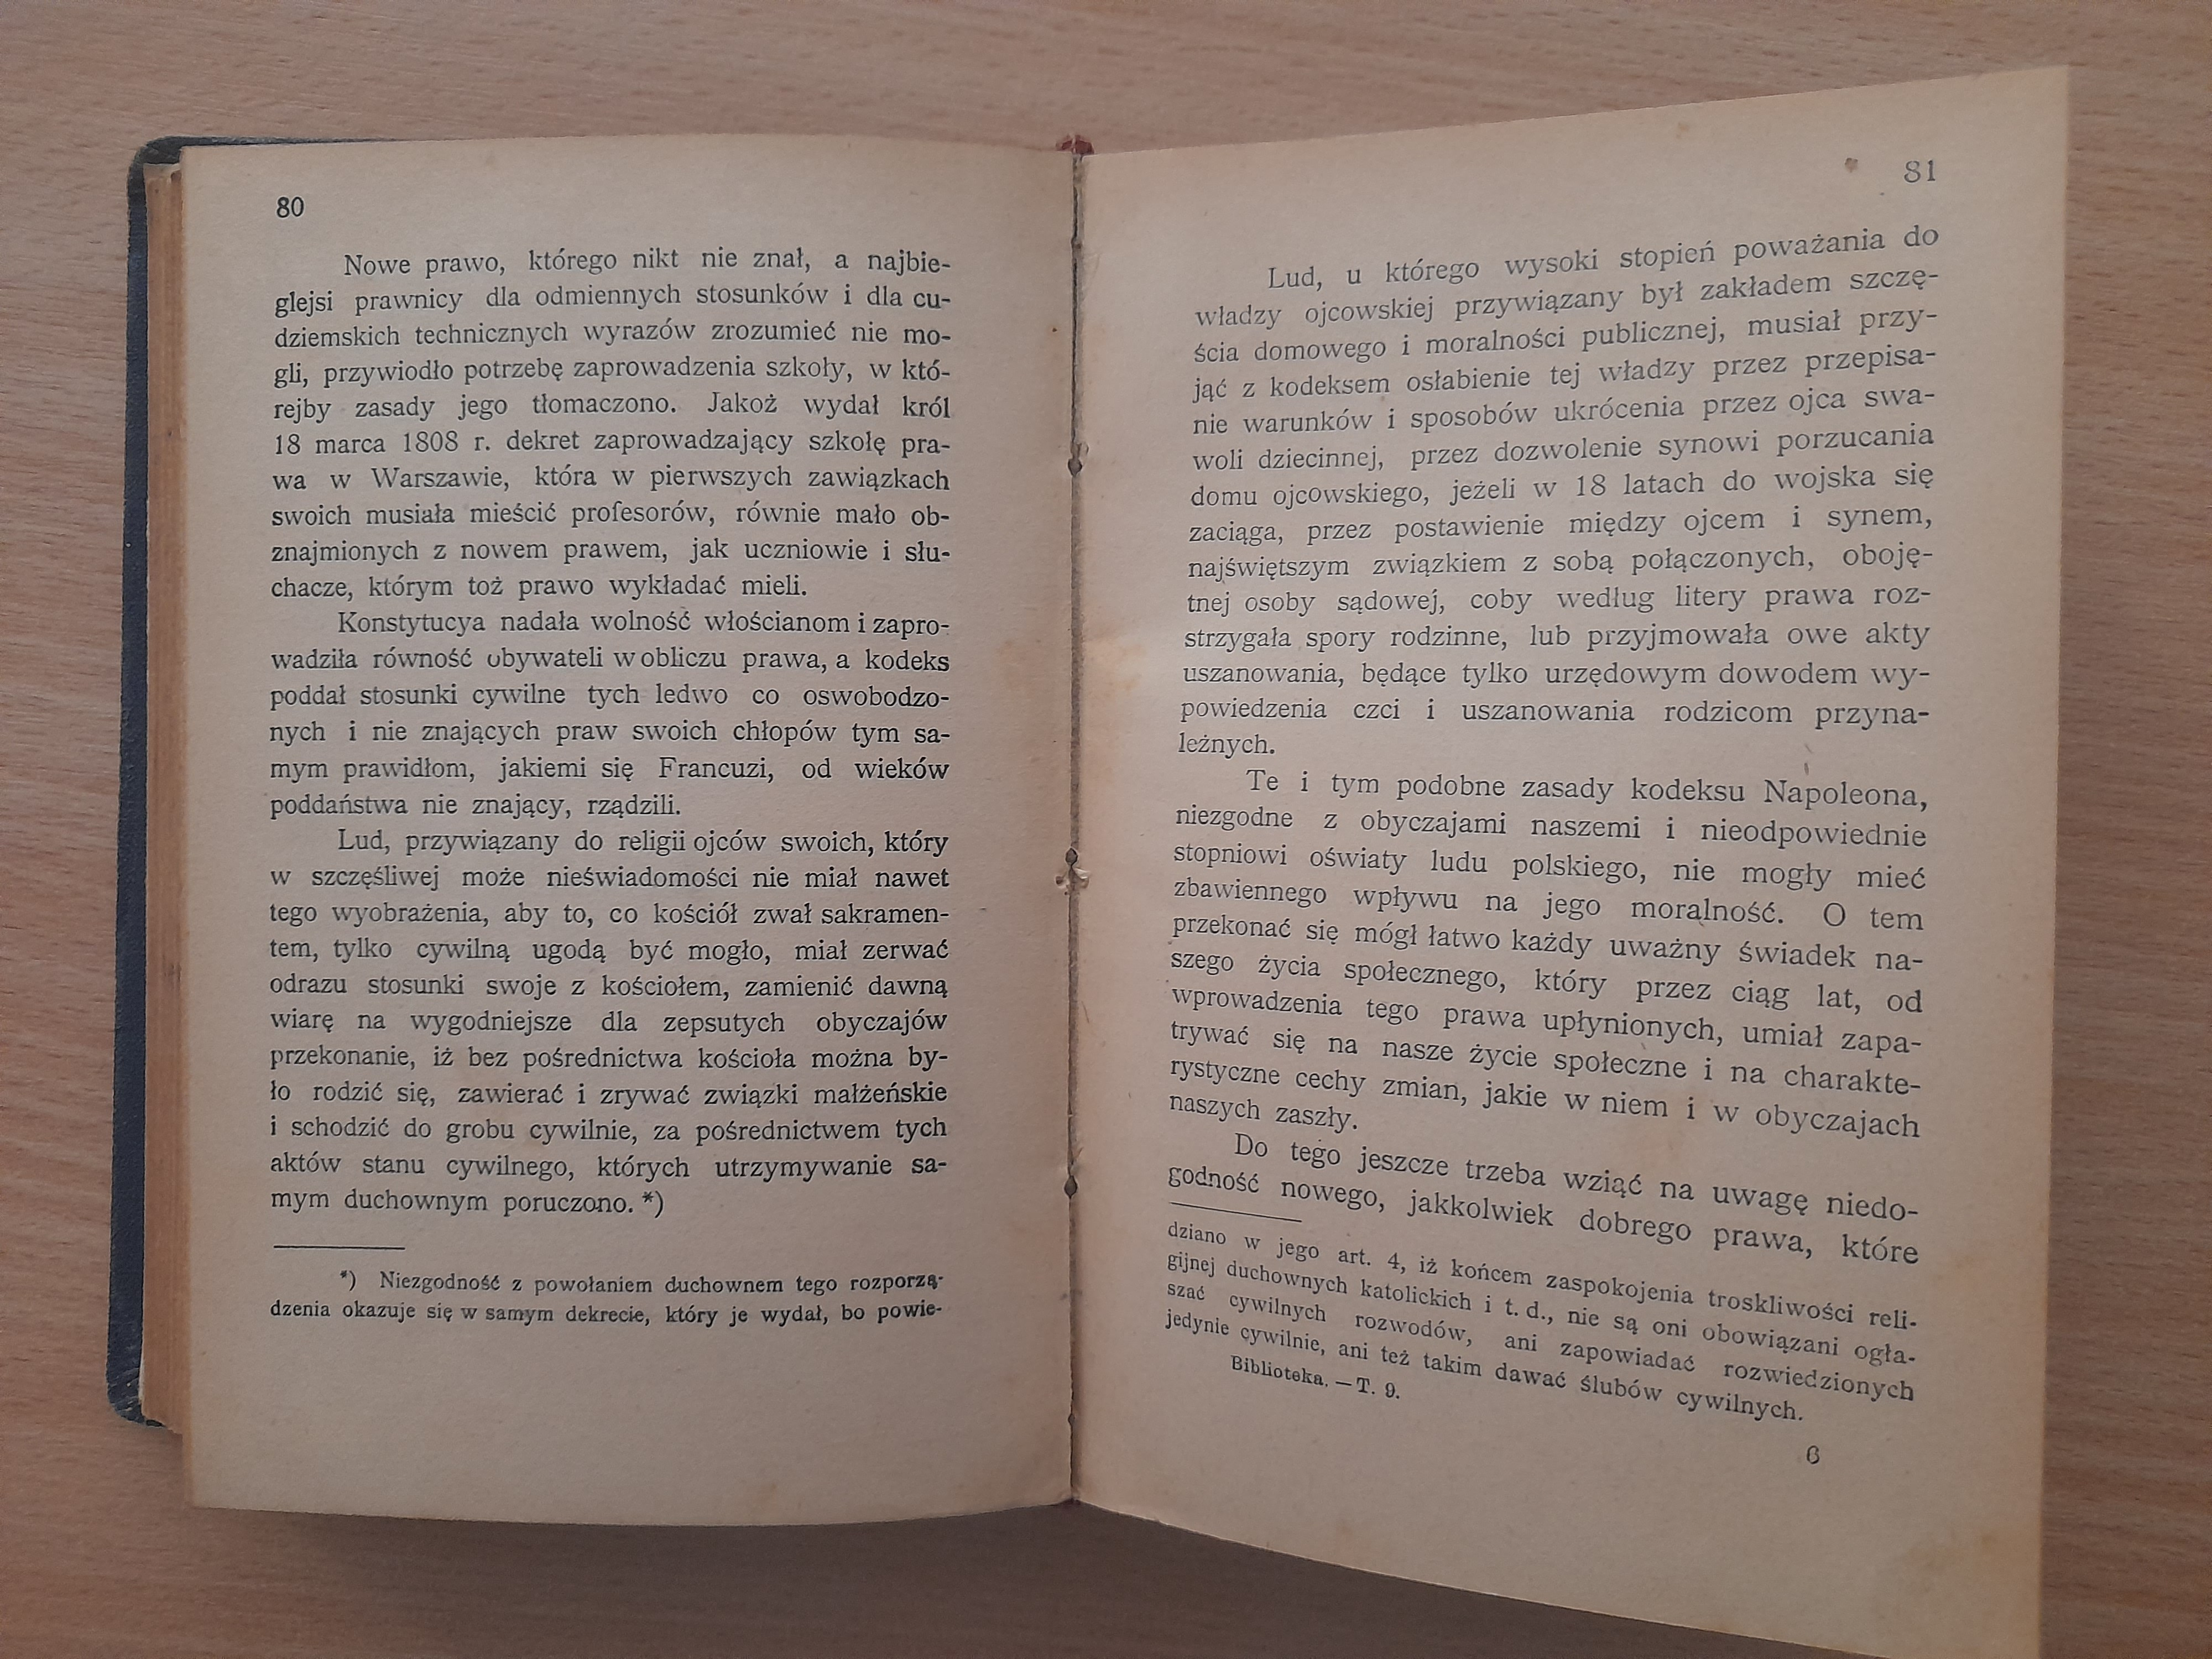 80
Nowe prawo, którego nikt nie znał, a najbie-
glejsi prawnicy dla odmiennych stosunków i dla cu-
dziemskich technicznych wyrazów zrozumieć nie mo-
gli, przywiodło potrzebę zaprowadzenia szkoły, w któ-
rejby zasady jego tłomaczono. Jakoż wydał król
18 marca 1808 r. dekret zaprowadzający szkołę pra-
wa w Warszawie, która w pierwszych zawiązkach
swoich musiała mieścić profesorów, równie mało ob-
znajmionych z nowem prawem, jak uczniowie i słu-
chacze, którym toż prawo wykładać mieli.
Konstytucya nadała wolność włościanom i zapro-
wadziła równość obywateli w obliczu prawa, a kodeks
poddał stosunki cywilne tych ledwo co oswobodzo-
nych i nie znających praw swoich chłopów tym sa-
mym prawidłom, jakiemi się Francuzi, od wieków
poddaństwa nie znający, rządzili.
Lud, przywiązany do religii ojców swoich, który
w szczęśliwej może nieświadomości nie miał nawet
tego wyobrażenia, aby to, co kościół zwał sakramen-
tem, tylko cywilną ugodą być mogło, miał zerwać
odrazu stosunki swoje z kościołem, zamienić dawną
wiarę na wygodniejsze dla zepsutych obyczajów
przekonanie, iż bez pośrednictwa kościoła można by-
ło rodzić się, zawierać i zrywać związki małżeńskie
i schodzić do grobu cywilnie, za pośrednictwem tych
aktów stanu cywilnego, których utrzymywanie sa-
mym duchownym poruczono. *)
*) Niezgodność z powołaniem duchownem tego rozporzą-
dzenia okazuje się w samym dekrecie, który je wydał, bo powie-
81
Lud, u którego wysoki stopień poważania do
władzy ojcowskiej przywiązany był zakładem szczę-
ścia domowego i moralności publicznej, musiał przy-
jąć z kodeksem osłabienie tej władzy przez przepisa-
nie warunków i sposobów ukrócenia przez ojca swa-
woli dziecinnej, przez dozwolenie synowi porzucania
domu ojcowskiego, jeżeli w 18 latach do wojska się
zaciąga, przez postawienie między ojcem i synem,
najświętszym związkiem z sobą połączonych, oboję-
tnej osoby sądowej, coby według litery prawa roz-
strzygała spory rodzinne, lub przyjmowała owe akty
uszanowania, będące tylko urzędowym dowodem wy-
powiedzenia czci i uszanowania rodzicom przyna-
leżnych.
Te i tym podobne zasady kodeksu Napoleona,
niezgodne z obyczajami naszemi i nieodpowiednie
stopniowi oświaty ludu polskiego, nie mogły mieć
zbawiennego wpływu na jego moralność. O tem
przekonać się mógł łatwo każdy uważny świadek na-
szego życia społecznego, który przez ciąg lat, od
wprowadzenia tego prawa upłynionych, umiał zapa-
trywać się na nasze życie społeczne i na charakte-
rystyczne cechy zmian, jakie w niem i w obyczajach
naszych zaszły.
Do tego jeszcze trzeba wziąć na uwagę niedo-
godność nowego, jakkolwiek dobrego prawa, które
dziano w jego art. 4, iż końcem zaspokojenia troskliwości reli-
gijnej duchownych katolickich i t. d., nie są oni obowiązani ogła-
szać cywilnych rozwodów, ani zapowiadać rozwiedzionych
jedynie cywilnie, ani też takim dawać ślubów cywilnych.
Biblioteka. — T. 9.
6